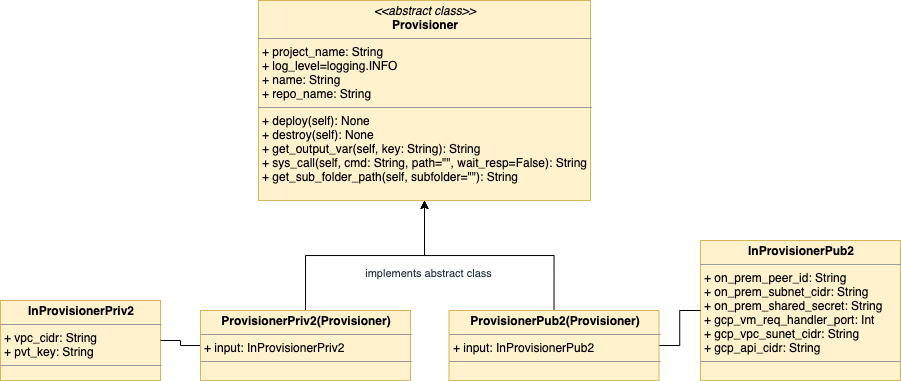 <<abstract class>>
Provisioner
+ project_name: String
+ log_level=logging.INFO
+ name: String
+ repo_name: String
+ deploy(self): None
+ destroy(self): None
+ get_output_var(self, key: String): String
+ sys_call(self, cmd: String, path="", wait_resp=False): String
+ get_sub_folder_path(self, subfolder=""): String
implements abstract class
InProvisionerPriv2
+ vpc_cidr: String
+ pvt_key: String
ProvisionerPriv2(Provisioner)
+ input: InProvisionerPriv2
ProvisionerPub2(Provisioner)
+ input: InProvisionerPub2
InProvisionerPub2
+ on_prem_peer_id: String
+ on_prem_subnet_cidr: String
+ on_prem_shared_secret: String
+ gcp_vm_req_handler_port: Int
+ gcp_vpc_sunet_cidr: String
+ gcp_api_cidr: String